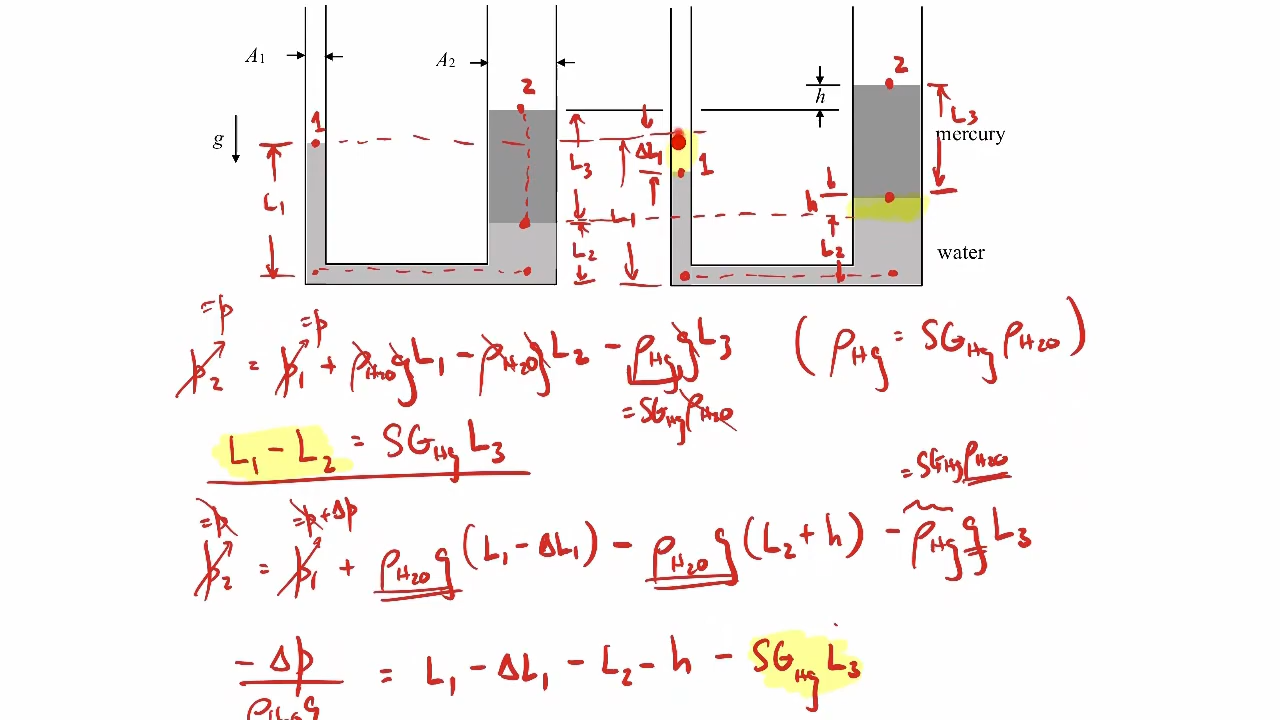 A₁ A₂ 2 2
h
1 g L₁ L₃ ΔL₁ 1 L₃ mercury
L₁ h
L₂ L₂ water
=p =p
p₂ = p₁ + ρH₂O g L₁ − ρH₂O g L₂ − ρHg g L₃ ( ρHg = SGHg ρH₂O )
= SGHg ρH₂O
L₁ − L₂ = SGHg L₃
= SGHg ρH₂O
=p =p+Δp
p₂ = p₁ + ρH₂O g (L₁ − ΔL₁) − ρH₂O g (L₂ + h) − ρHg g L₃
−Δp / ρH₂O g = L₁ − ΔL₁ − L₂ − h − SGHg L₃